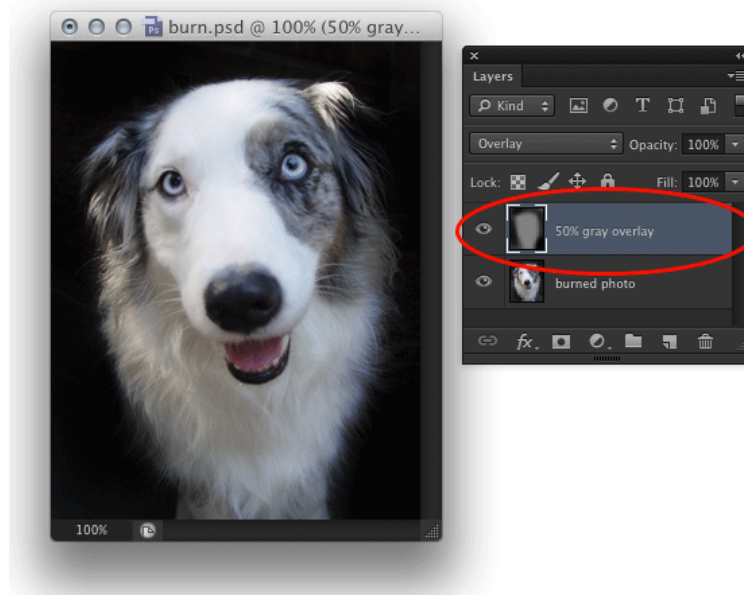 Ps burn.psd @ 100% (50% gray...
100%
Layers
Kind
T
Overlay
Opacity: 100%
Lock:
Fill: 100%
50% gray overlay
burned photo
fx.